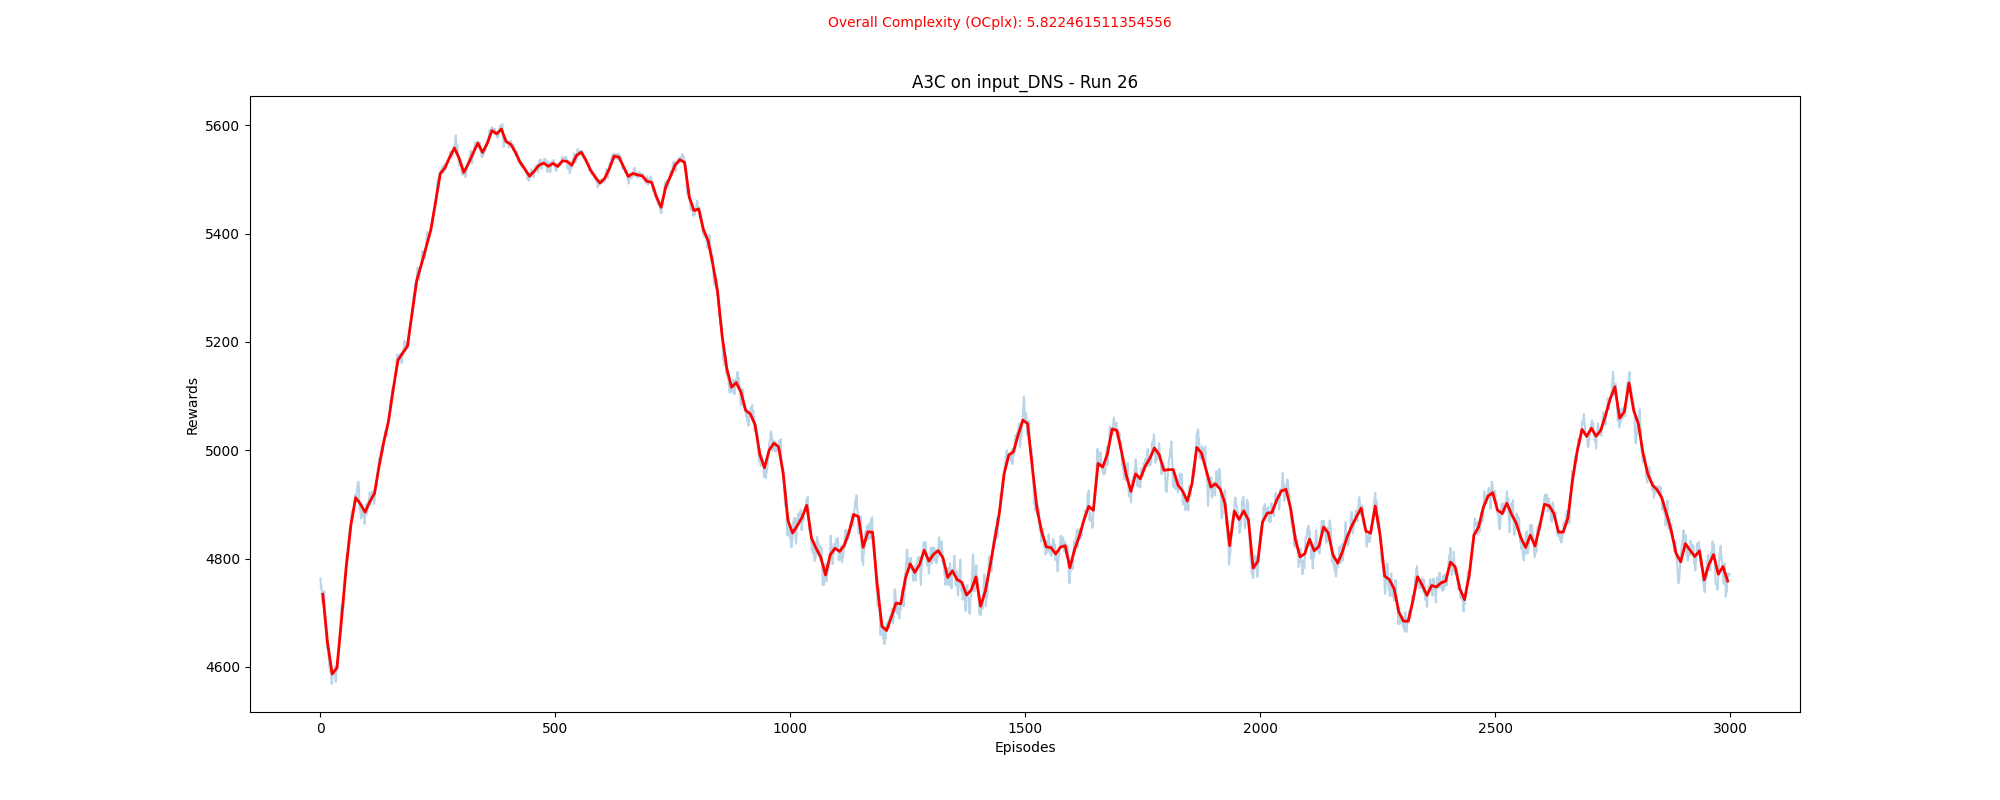 Overall Complexity (OCplx): 5.822461511354556
A3C on input_DNS - Run 26
Rewards
5600
5400
5200
5000
4800
4600
0 500 1000 1500 2000 2500 3000
Episodes